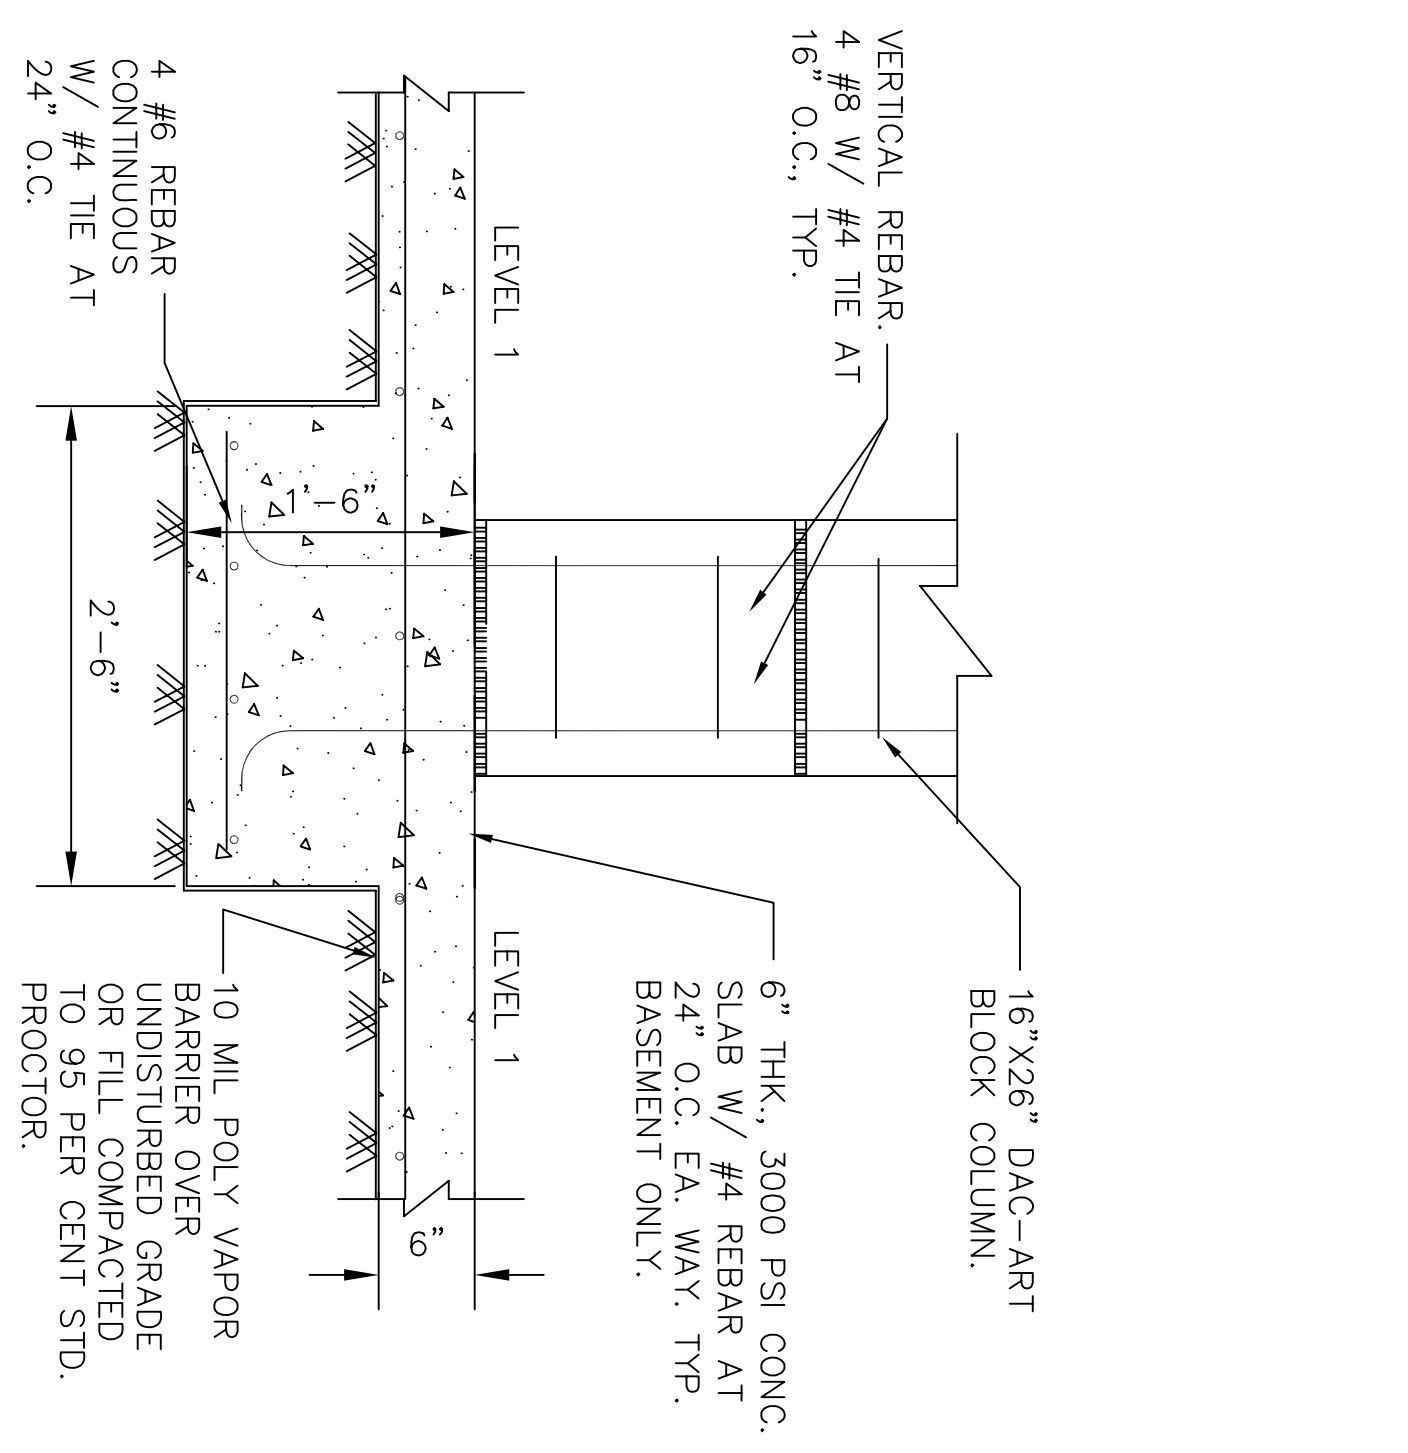 VERTICAL REBAR.
4 #8 W/ #4 TIE AT
16" O.C., TYP.
16"X26" DAC-ART
BLOCK COLUMN.
6" THK., 3000 PSI CONC.
SLAB W/ #4 REBAR AT
24" O.C. EA. WAY. TYP.
BASEMENT ONLY.
LEVEL 1
LEVEL 1
6"
1'-6"
4 #6 REBAR
CONTINUOUS
W/ #4 TIE AT
24" O.C.
2'-6"
10 MIL POLY VAPOR
BARRIER OVER
UNDISTURBED GRADE
OR FILL COMPACTED
TO 95 PER CENT STD.
PROCTOR.